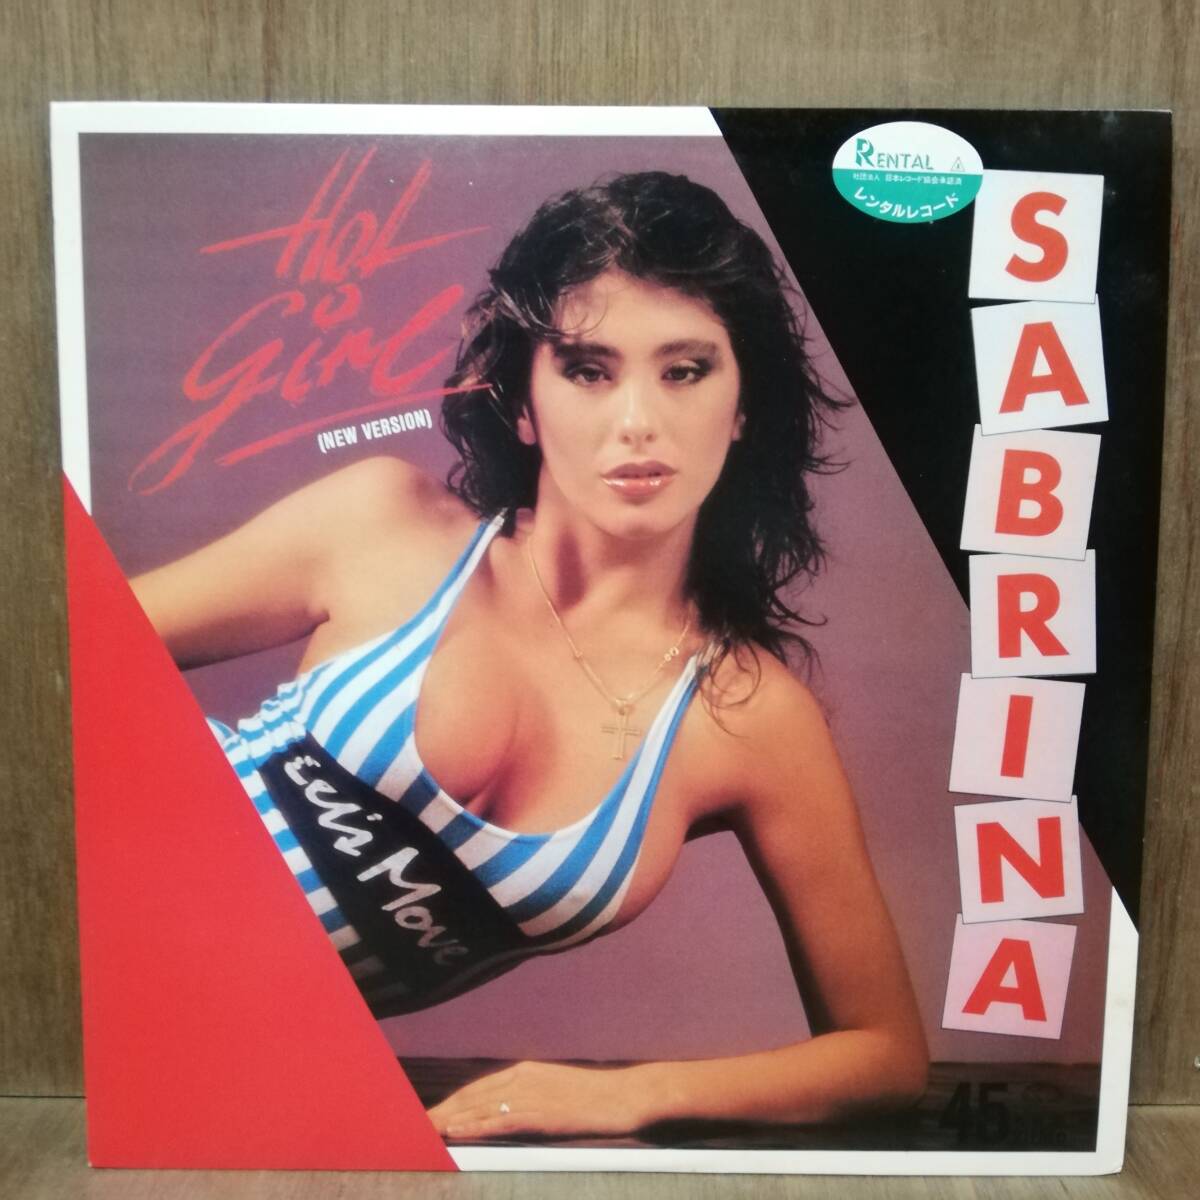 Hot
Girl
(NEW VERSION)
RENTAL
社団法人 日本レコード協会承認済
レンタルレコード
SABRINA
Let's Move
45